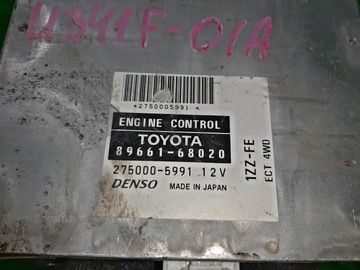 U341F-01A
*2750005991*
ENGINE CONTROL
TOYOTA
89661-68020
275000-5991 12V
DENSO MADE IN JAPAN
1ZZ-FE
ECT 4WD